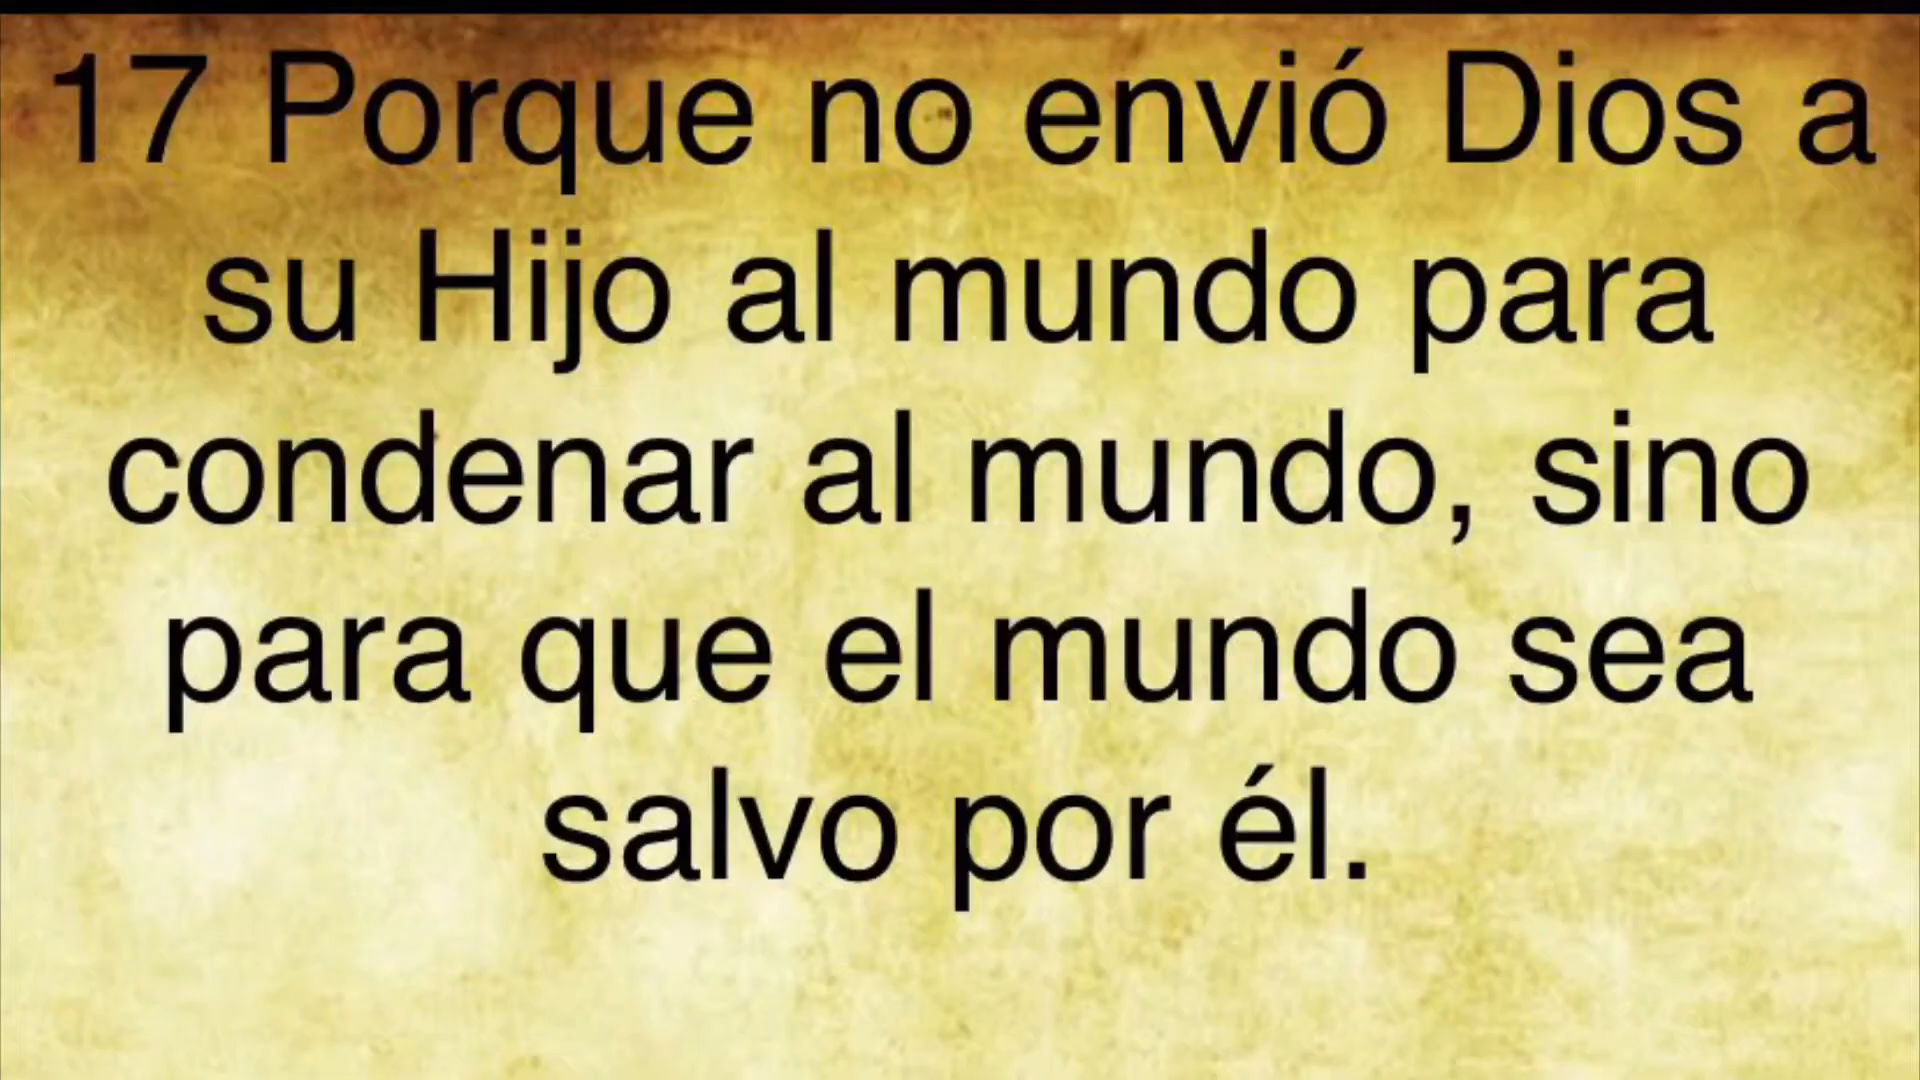 17 Porque no envió Dios a
su Hijo al mundo para
condenar al mundo, sino
para que el mundo sea
salvo por él.